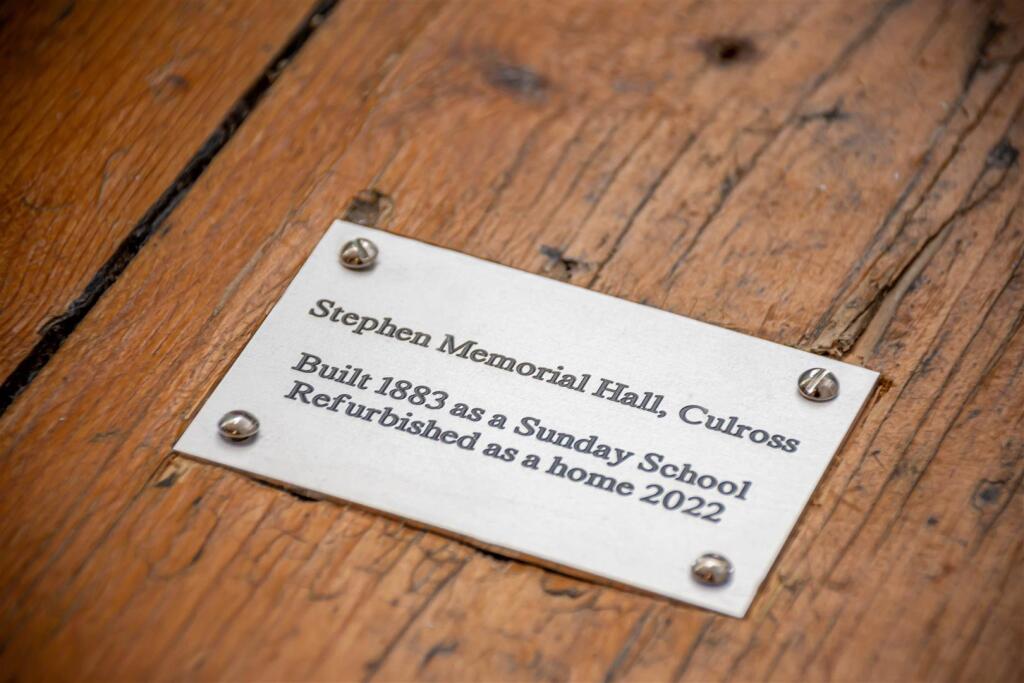 Stephen Memorial Hall, Culross
Built 1883 as a Sunday School
Refurbished as a home 2022